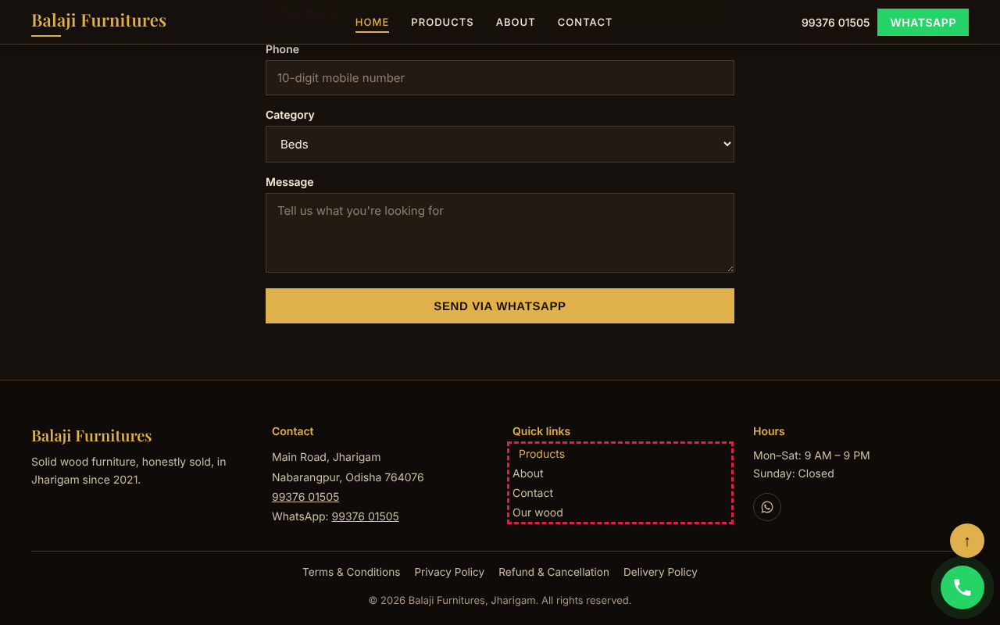 Balaji Furnitures
HOME PRODUCTS ABOUT CONTACT
99376 01505
WHATSAPP
Your name
Phone
10-digit mobile number
Category
Beds
Message
Tell us what you're looking for
SEND VIA WHATSAPP
Balaji Furnitures
Solid wood furniture, honestly sold, in
Jharigam since 2021.
Contact
Main Road, Jharigam
Nabarangpur, Odisha 764076
99376 01505
WhatsApp: 99376 01505
Quick links
Products
About
Contact
Our wood
Hours
Mon–Sat: 9 AM – 9 PM
Sunday: Closed
↑
Terms & Conditions Privacy Policy Refund & Cancellation Delivery Policy
© 2026 Balaji Furnitures, Jharigam. All rights reserved.